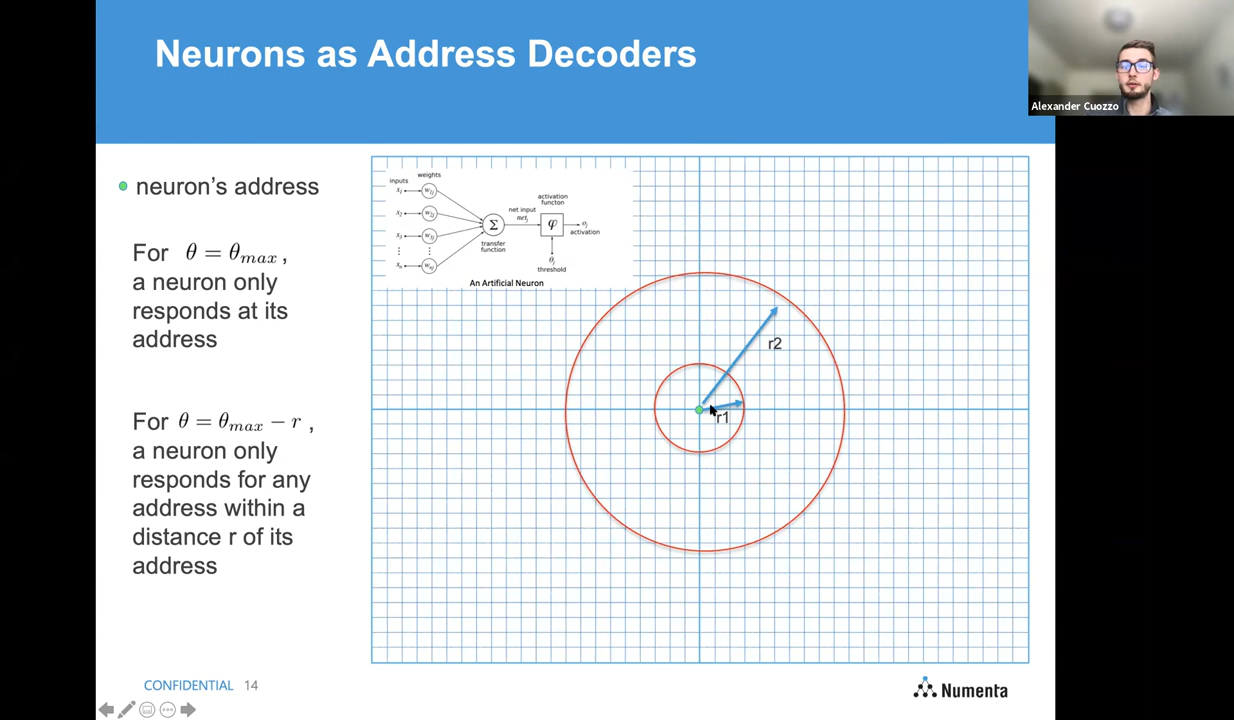 Neurons as Address Decoders
Alexander Cuozzo
neuron's address
For θ = θmax ,
a neuron only
responds at its
address
For θ = θmax − r ,
a neuron only
responds for any
address within a
distance r of its
address
inputs
weights
x1
w1j
x2
w2j
x3
w3j
⋮ ⋮
xn
wnj
Σ
transfer
function
net input
netj
activation
functon
φ
oj
activation
θj
threshold
An Artificial Neuron
r2
r1
CONFIDENTIAL 14
Numenta